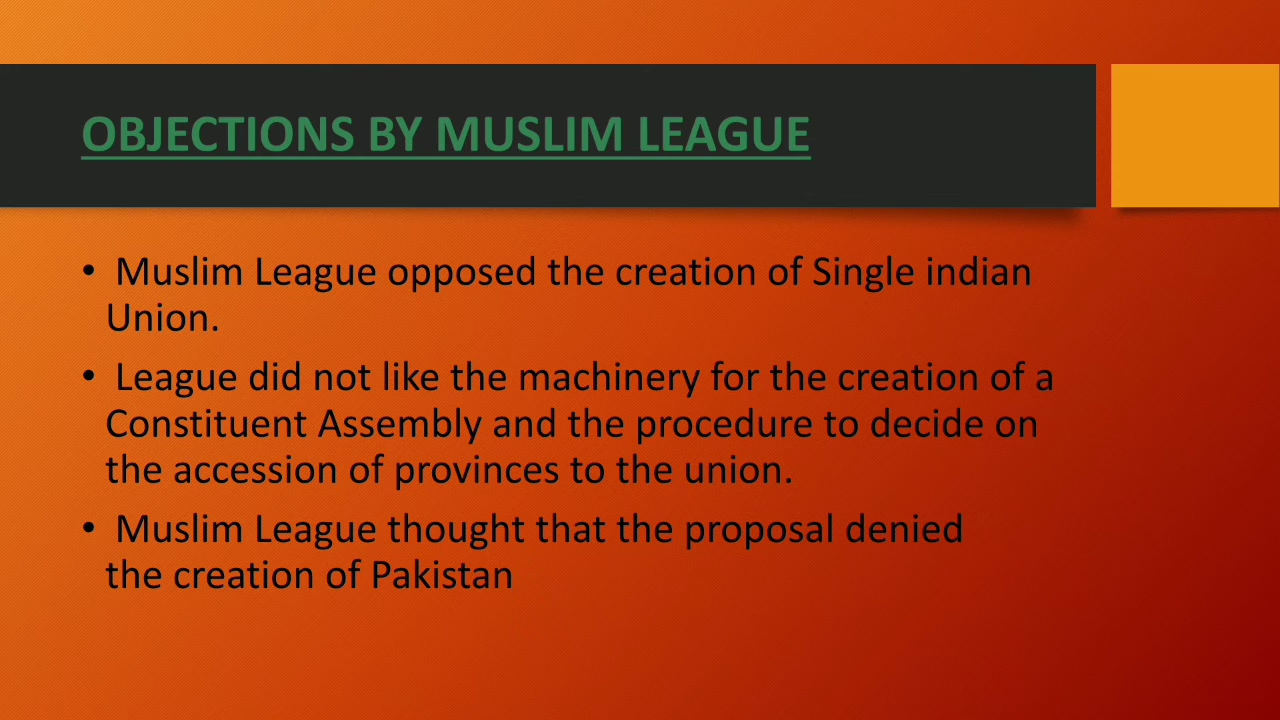 OBJECTIONS BY MUSLIM LEAGUE
• Muslim League opposed the creation of Single indian
Union.
• League did not like the machinery for the creation of a
Constituent Assembly and the procedure to decide on
the accession of provinces to the union.
• Muslim League thought that the proposal denied
the creation of Pakistan